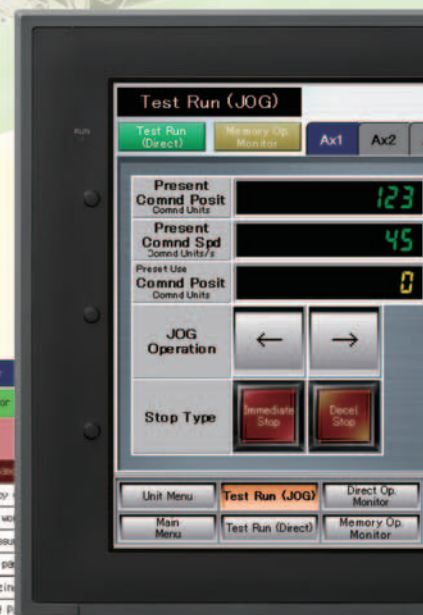 Test Run (JOG)
RUN
Test Run
(Direct)
Memory Op.
Monitor
Ax1
Ax2
Present
Comnd Posit
Comnd Units
123
Present
Comnd Spd
Comnd Units/s
45
Preset Use
Comnd Posit
Comnd Units
0
JOG
Operation
← →
Stop Type
Immediate
Stop
Decel.
Stop
Unit Menu
Test Run (JOG)
Direct Op.
Monitor
Main
Menu
Test Run (Direct)
Memory Op.
Monitor